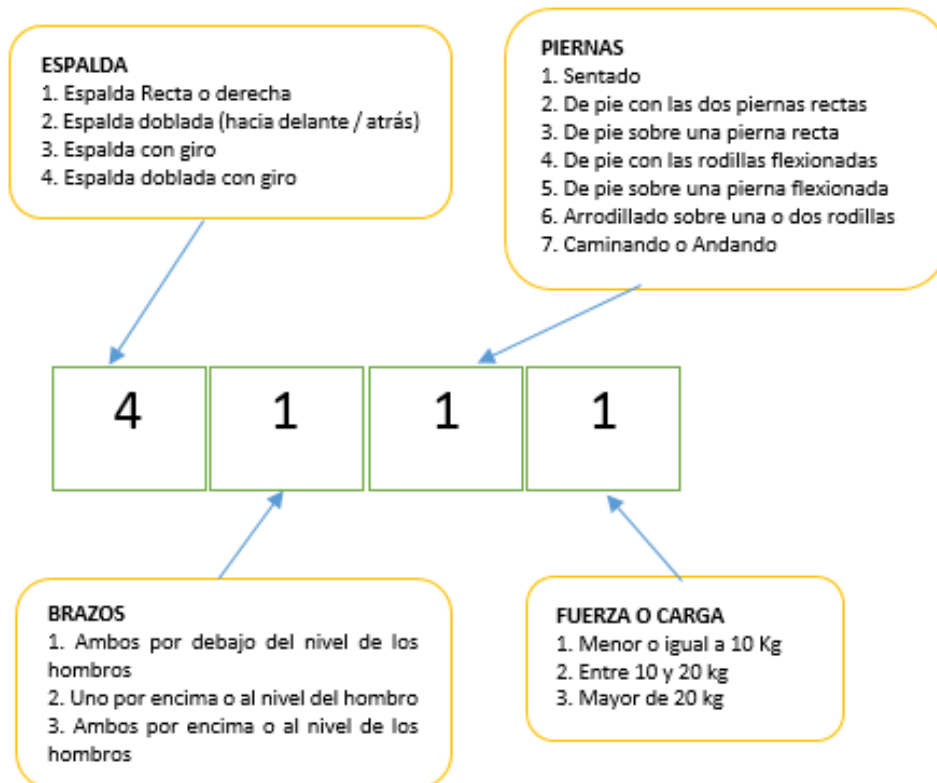 ESPALDA
1. Espalda Recta o derecha
2. Espalda doblada (hacia delante / atrás)
3. Espalda con giro
4. Espalda doblada con giro
PIERNAS
1. Sentado
2. De pie con las dos piernas rectas
3. De pie sobre una pierna recta
4. De pie con las rodillas flexionadas
5. De pie sobre una pierna flexionada
6. Arrodillado sobre una o dos rodillas
7. Caminando o Andando
4 1 1 1
BRAZOS
1. Ambos por debajo del nivel de los
hombros
2. Uno por encima o al nivel del hombro
3. Ambos por encima o al nivel de los
hombros
FUERZA O CARGA
1. Menor o igual a 10 Kg
2. Entre 10 y 20 kg
3. Mayor de 20 kg